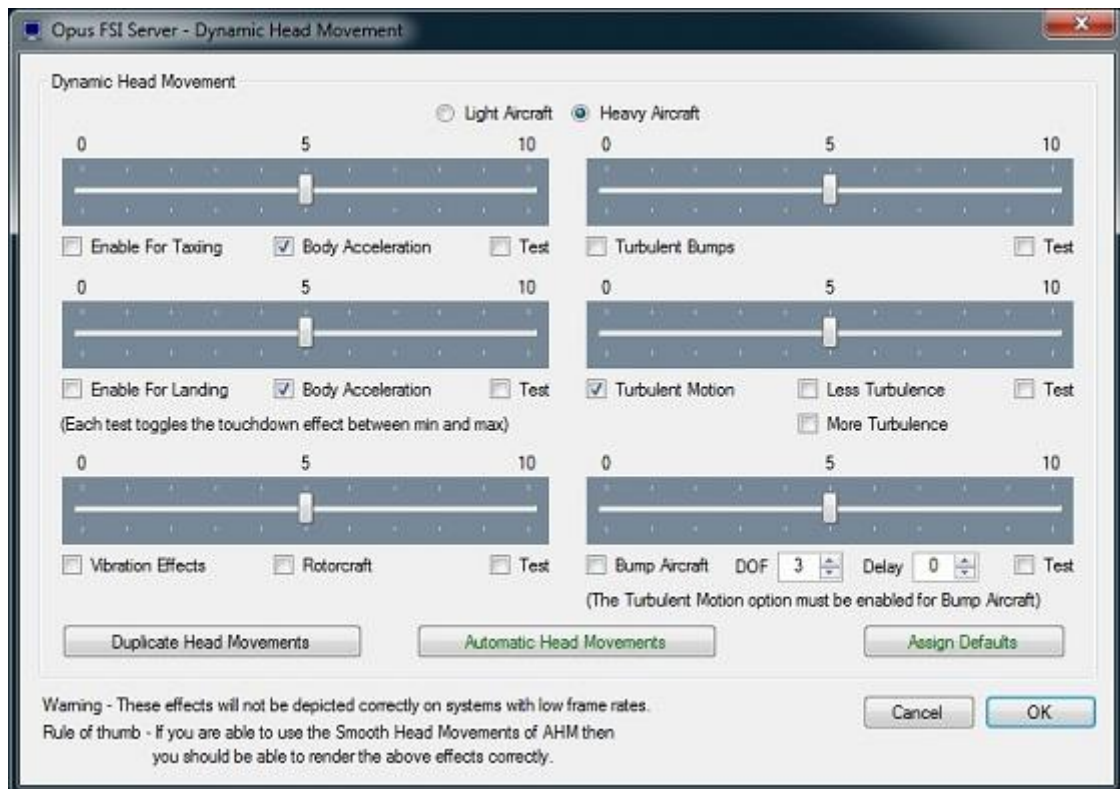 Opus FSI Server - Dynamic Head Movement
Dynamic Head Movement
Light Aircraft Heavy Aircraft
0 5 10 0 5 10
Enable For Taxiing Body Acceleration Test Turbulent Bumps Test
0 5 10 0 5 10
Enable For Landing Body Acceleration Test Turbulent Motion Less Turbulence Test
(Each test toggles the touchdown effect between min and max) More Turbulence
0 5 10 0 5 10
Vibration Effects Rotorcraft Test Bump Aircraft DOF 3 Delay 0 Test
(The Turbulent Motion option must be enabled for Bump Aircraft)
Duplicate Head Movements Automatic Head Movements Assign Defaults
Warning - These effects will not be depicted correctly on systems with low frame rates.
Cancel OK
Rule of thumb - If you are able to use the Smooth Head Movements of AHM then
you should be able to render the above effects correctly.